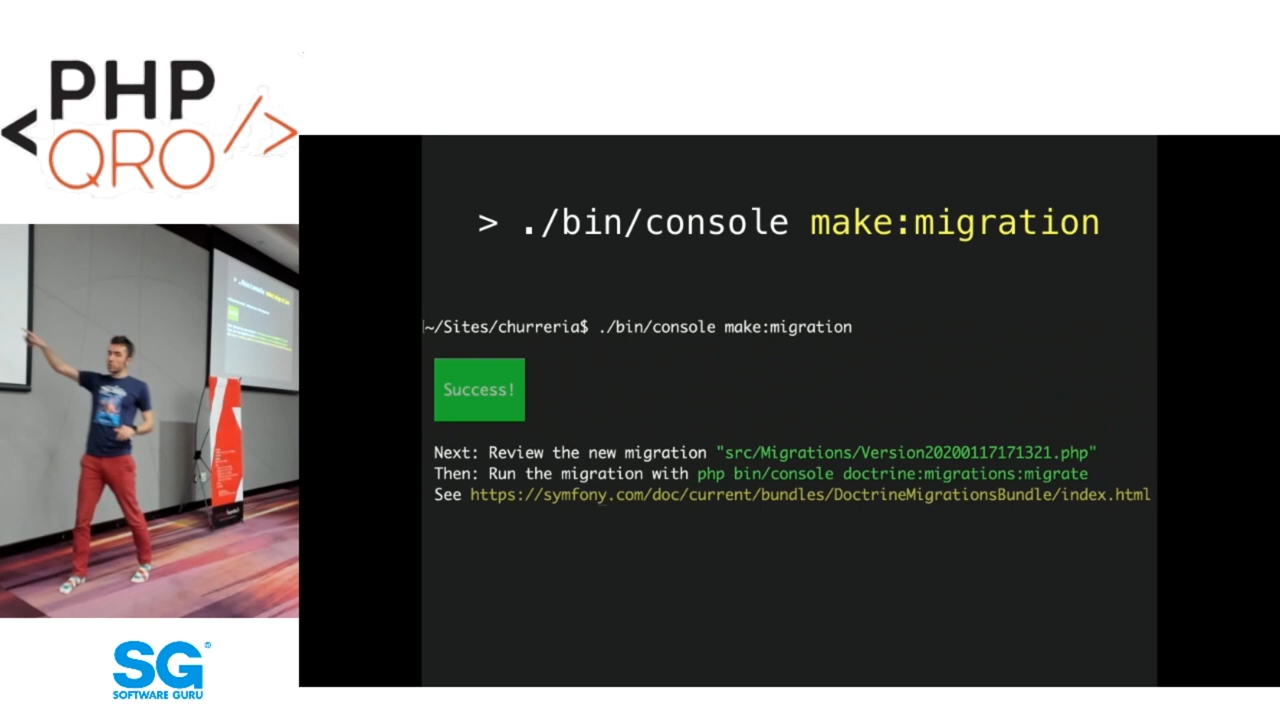 PHP
< QRO />
> ./bin/console make:migration
~/Sites/churreria$ ./bin/console make:migration
Success!
Next: Review the new migration "src/Migrations/Version20200117171321.php"
Then: Run the migration with php bin/console doctrine:migrations:migrate
See https://symfony.com/doc/current/bundles/DoctrineMigrationsBundle/index.html
SG®
SOFTWARE GURU